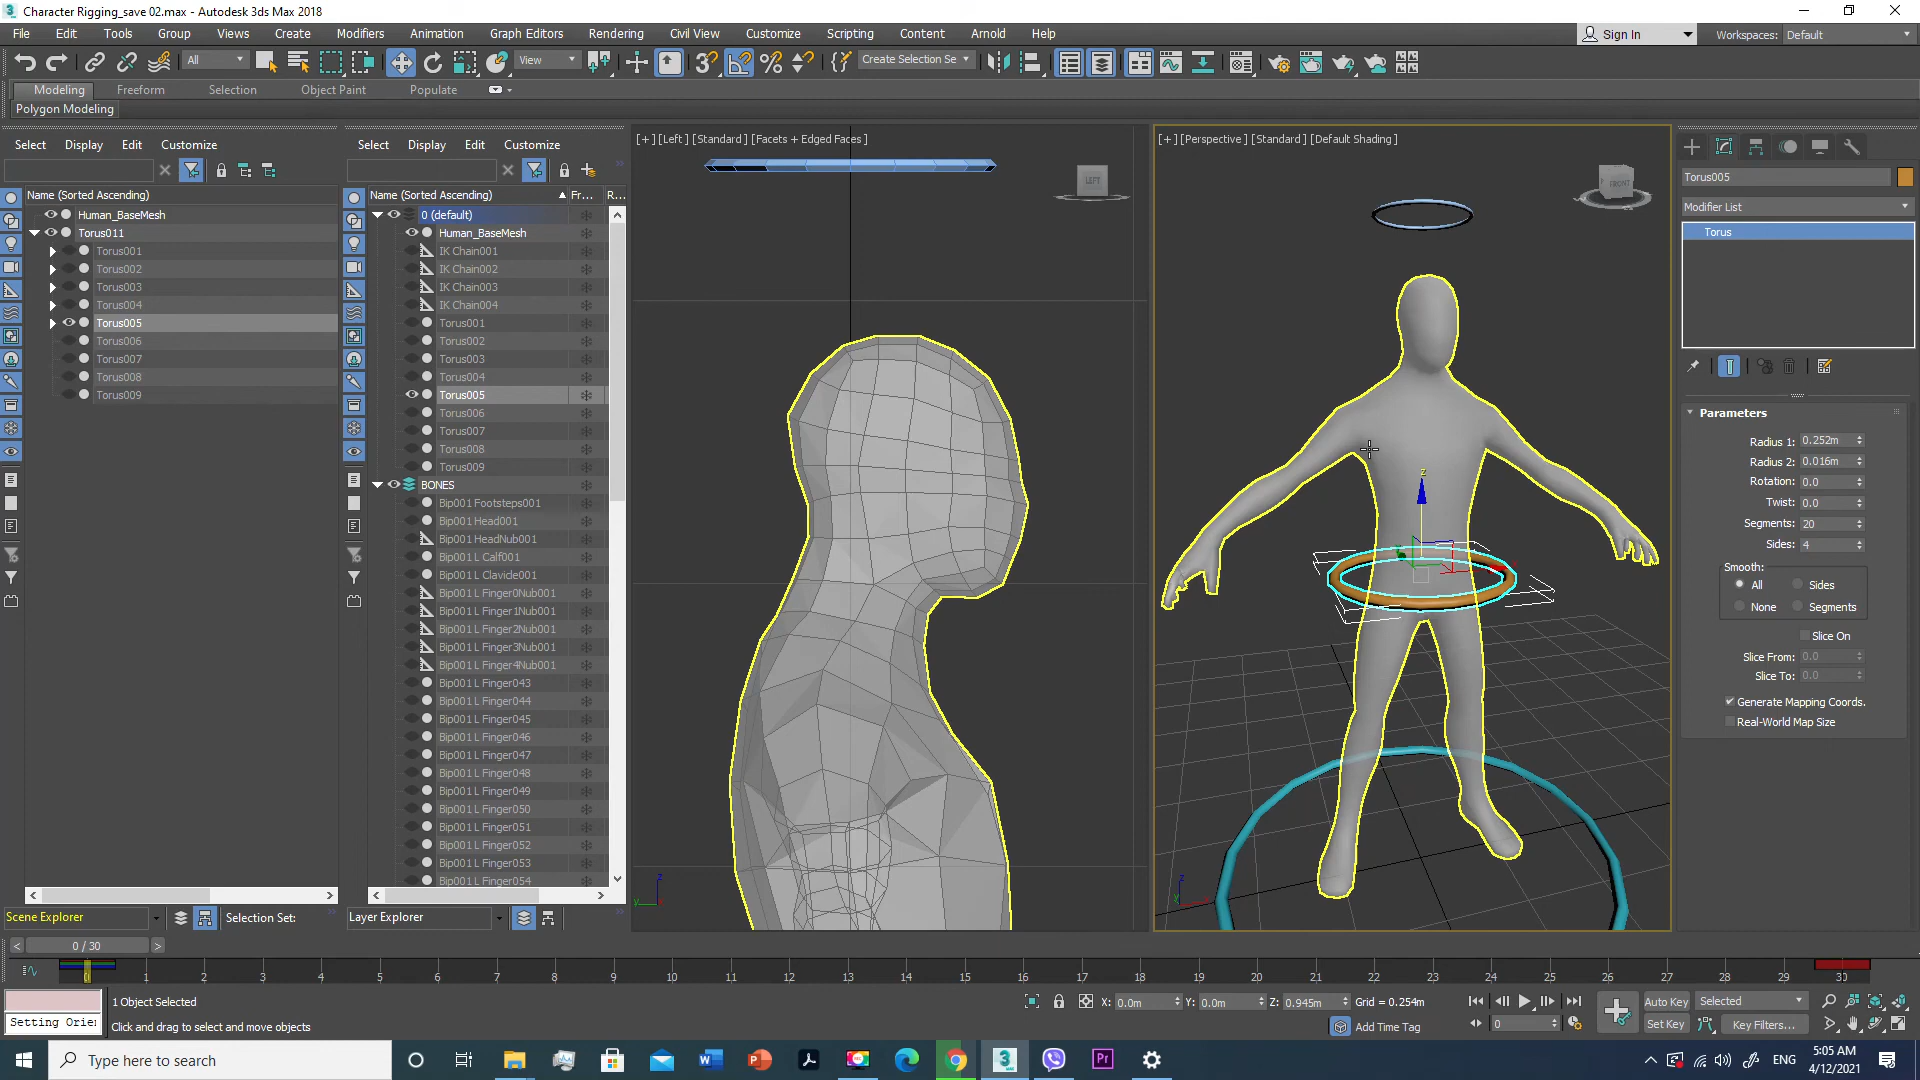 Character Rigging_save 02.max - Autodesk 3ds Max 2018
File Edit Tools Group Views Create Modifiers Animation Graph Editors Rendering Civil View Customize Scripting Content Arnold Help
Sign In
Workspaces: Default
All
View
Create Selection Se
Modeling Freeform Selection Object Paint Populate
Polygon Modeling
Select Display Edit Customize
Name (Sorted Ascending)
Human_BaseMesh
Torus011
Torus001
Torus002
Torus003
Torus004
Torus005
Torus006
Torus007
Torus008
Torus009
Scene Explorer
Selection Set:
Select Display Edit Customize
Name (Sorted Ascending) Fr... R...
0 (default)
Human_BaseMesh
IK Chain001
IK Chain002
IK Chain003
IK Chain004
Torus001
Torus002
Torus003
Torus004
Torus005
Torus006
Torus007
Torus008
Torus009
BONES
Bip001 Footsteps001
Bip001 Head001
Bip001 HeadNub001
Bip001 L Calf001
Bip001 L Clavicle001
Bip001 L Finger0Nub001
Bip001 L Finger1Nub001
Bip001 L Finger2Nub001
Bip001 L Finger3Nub001
Bip001 L Finger4Nub001
Bip001 L Finger043
Bip001 L Finger044
Bip001 L Finger045
Bip001 L Finger046
Bip001 L Finger047
Bip001 L Finger048
Bip001 L Finger049
Bip001 L Finger050
Bip001 L Finger051
Bip001 L Finger052
Bip001 L Finger053
Bip001 L Finger054
Layer Explorer
[+] [Left] [Standard] [Facets + Edged Faces]
LEFT
z
y
[+] [Perspective] [Standard] [Default Shading]
FRONT
z
z
y
Torus005
Modifier List
Torus
Parameters
Radius 1: 0.252m
Radius 2: 0.016m
Rotation: 0.0
Twist: 0.0
Segments: 20
Sides: 4
Smooth:
All Sides
None Segments
Slice On
Slice From: 0.0
Slice To: 0.0
Generate Mapping Coords.
Real-World Map Size
< 0 / 30 >
0 1 2 3 4 5 6 7 8 9 10 11 12 13 14 15 16 17 18 19 20 21 22 23 24 25 26 27 28 29 30
1 Object Selected
Setting Orien
Click and drag to select and move objects
X: 0.0m Y: 0.0m Z: 0.945m Grid = 0.254m
Add Time Tag
0
Auto Key Selected
Set Key Key Filters...
Type here to search
ENG
5:05 AM
4/12/2021